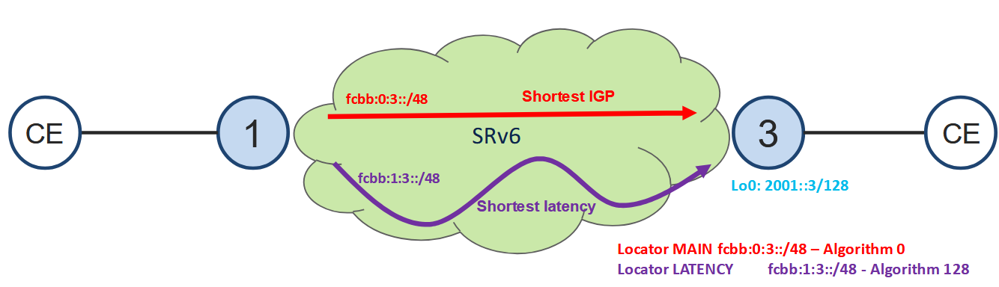 fcbb:0:3::/48
Shortest IGP
CE
1
SRv6
3
CE
fcbb:1:3::/48
Shortest latency
Lo0: 2001::3/128
Locator MAIN fcbb:0:3::/48 – Algorithm 0
Locator LATENCY fcbb:1:3::/48 - Algorithm 128